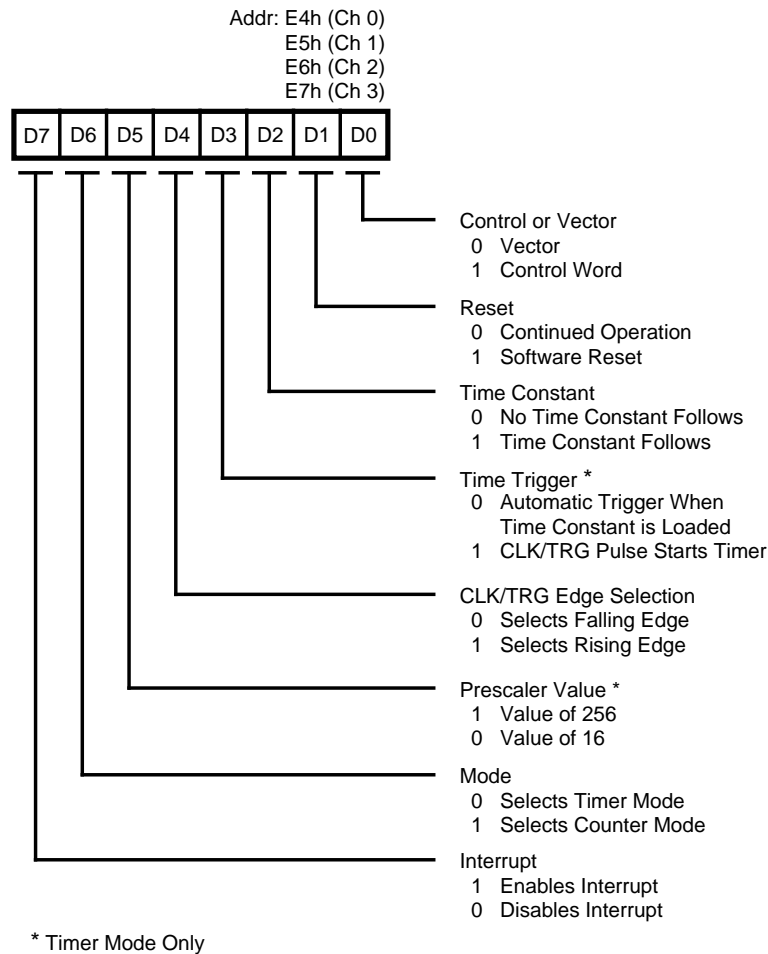 Addr: E4h (Ch 0)
E5h (Ch 1)
E6h (Ch 2)
E7h (Ch 3)
D7 D6 D5 D4 D3 D2 D1 D0
Control or Vector
0 Vector
1 Control Word
Reset
0 Continued Operation
1 Software Reset
Time Constant
0 No Time Constant Follows
1 Time Constant Follows
Time Trigger *
0 Automatic Trigger When
Time Constant is Loaded
1 CLK/TRG Pulse Starts Timer
CLK/TRG Edge Selection
0 Selects Falling Edge
1 Selects Rising Edge
Prescaler Value *
1 Value of 256
0 Value of 16
Mode
0 Selects Timer Mode
1 Selects Counter Mode
Interrupt
1 Enables Interrupt
0 Disables Interrupt
* Timer Mode Only